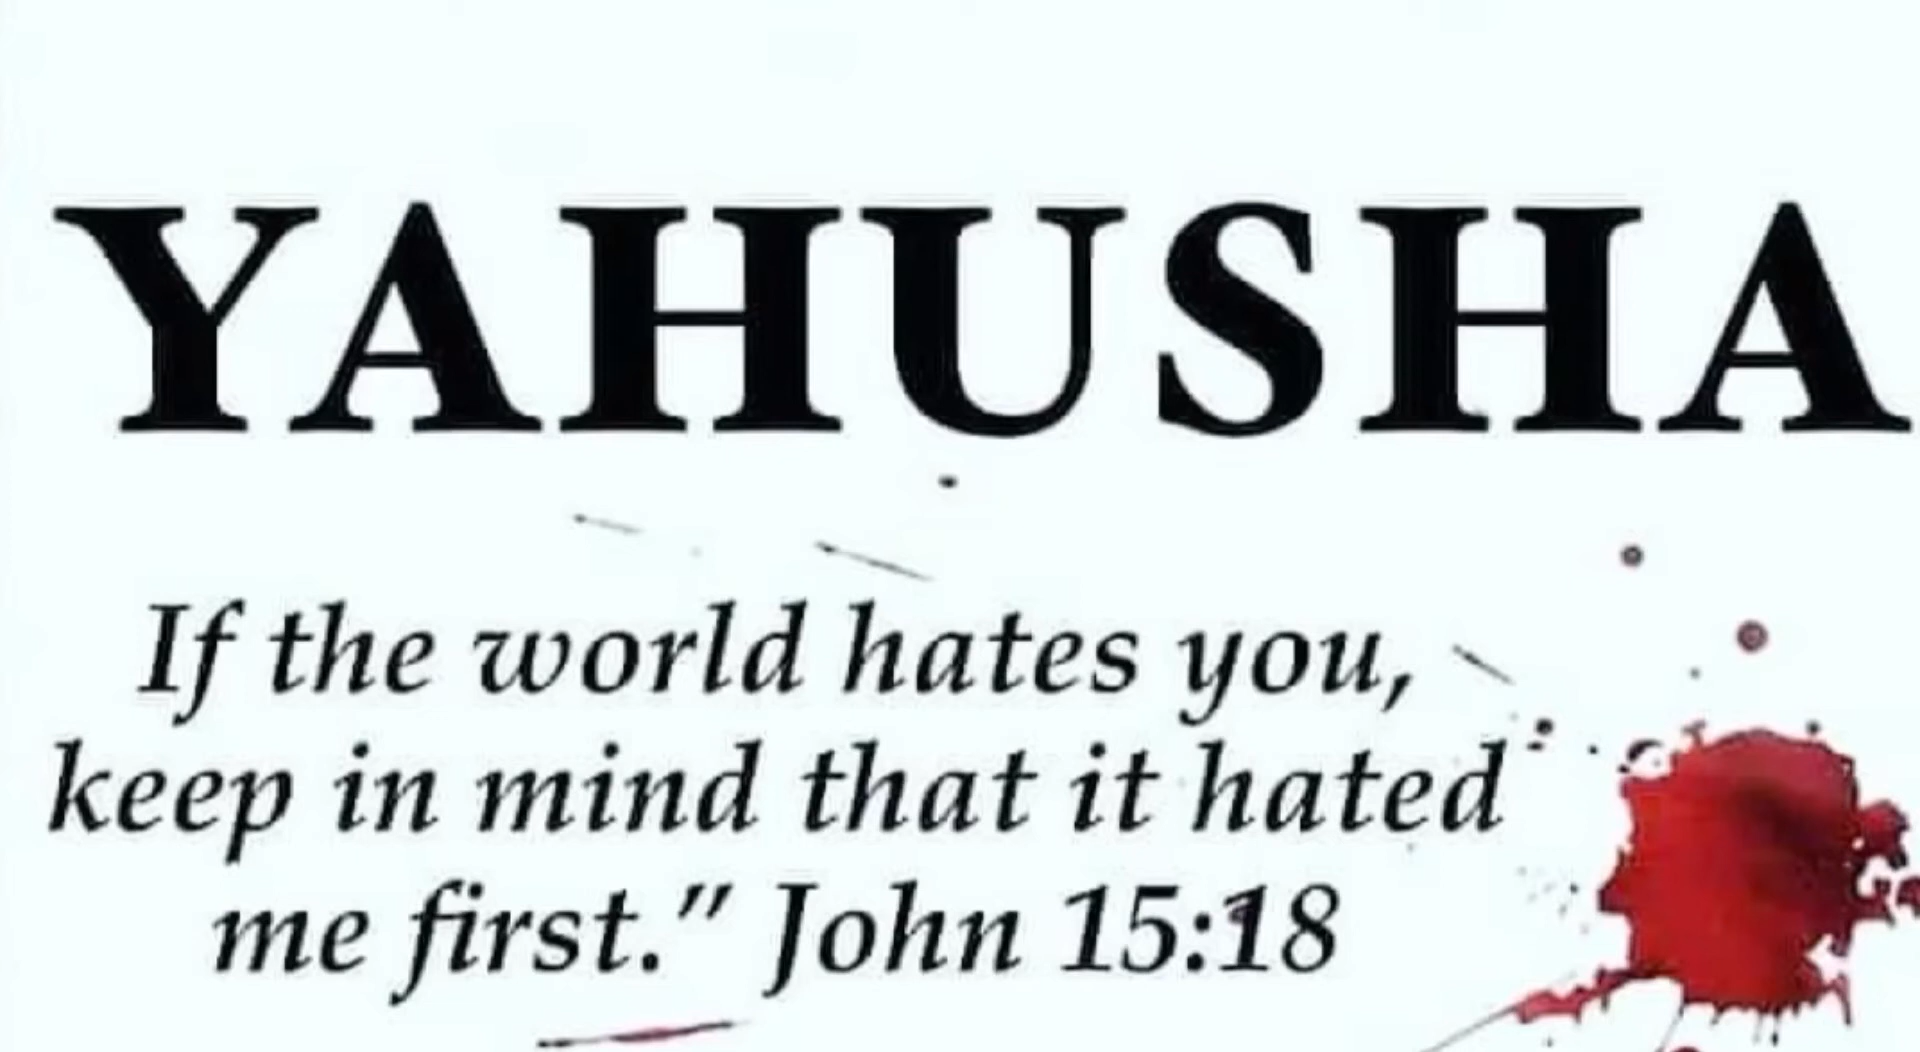 YAHUSHA
If the world hates you,
keep in mind that it hated
me first.” John 15:18